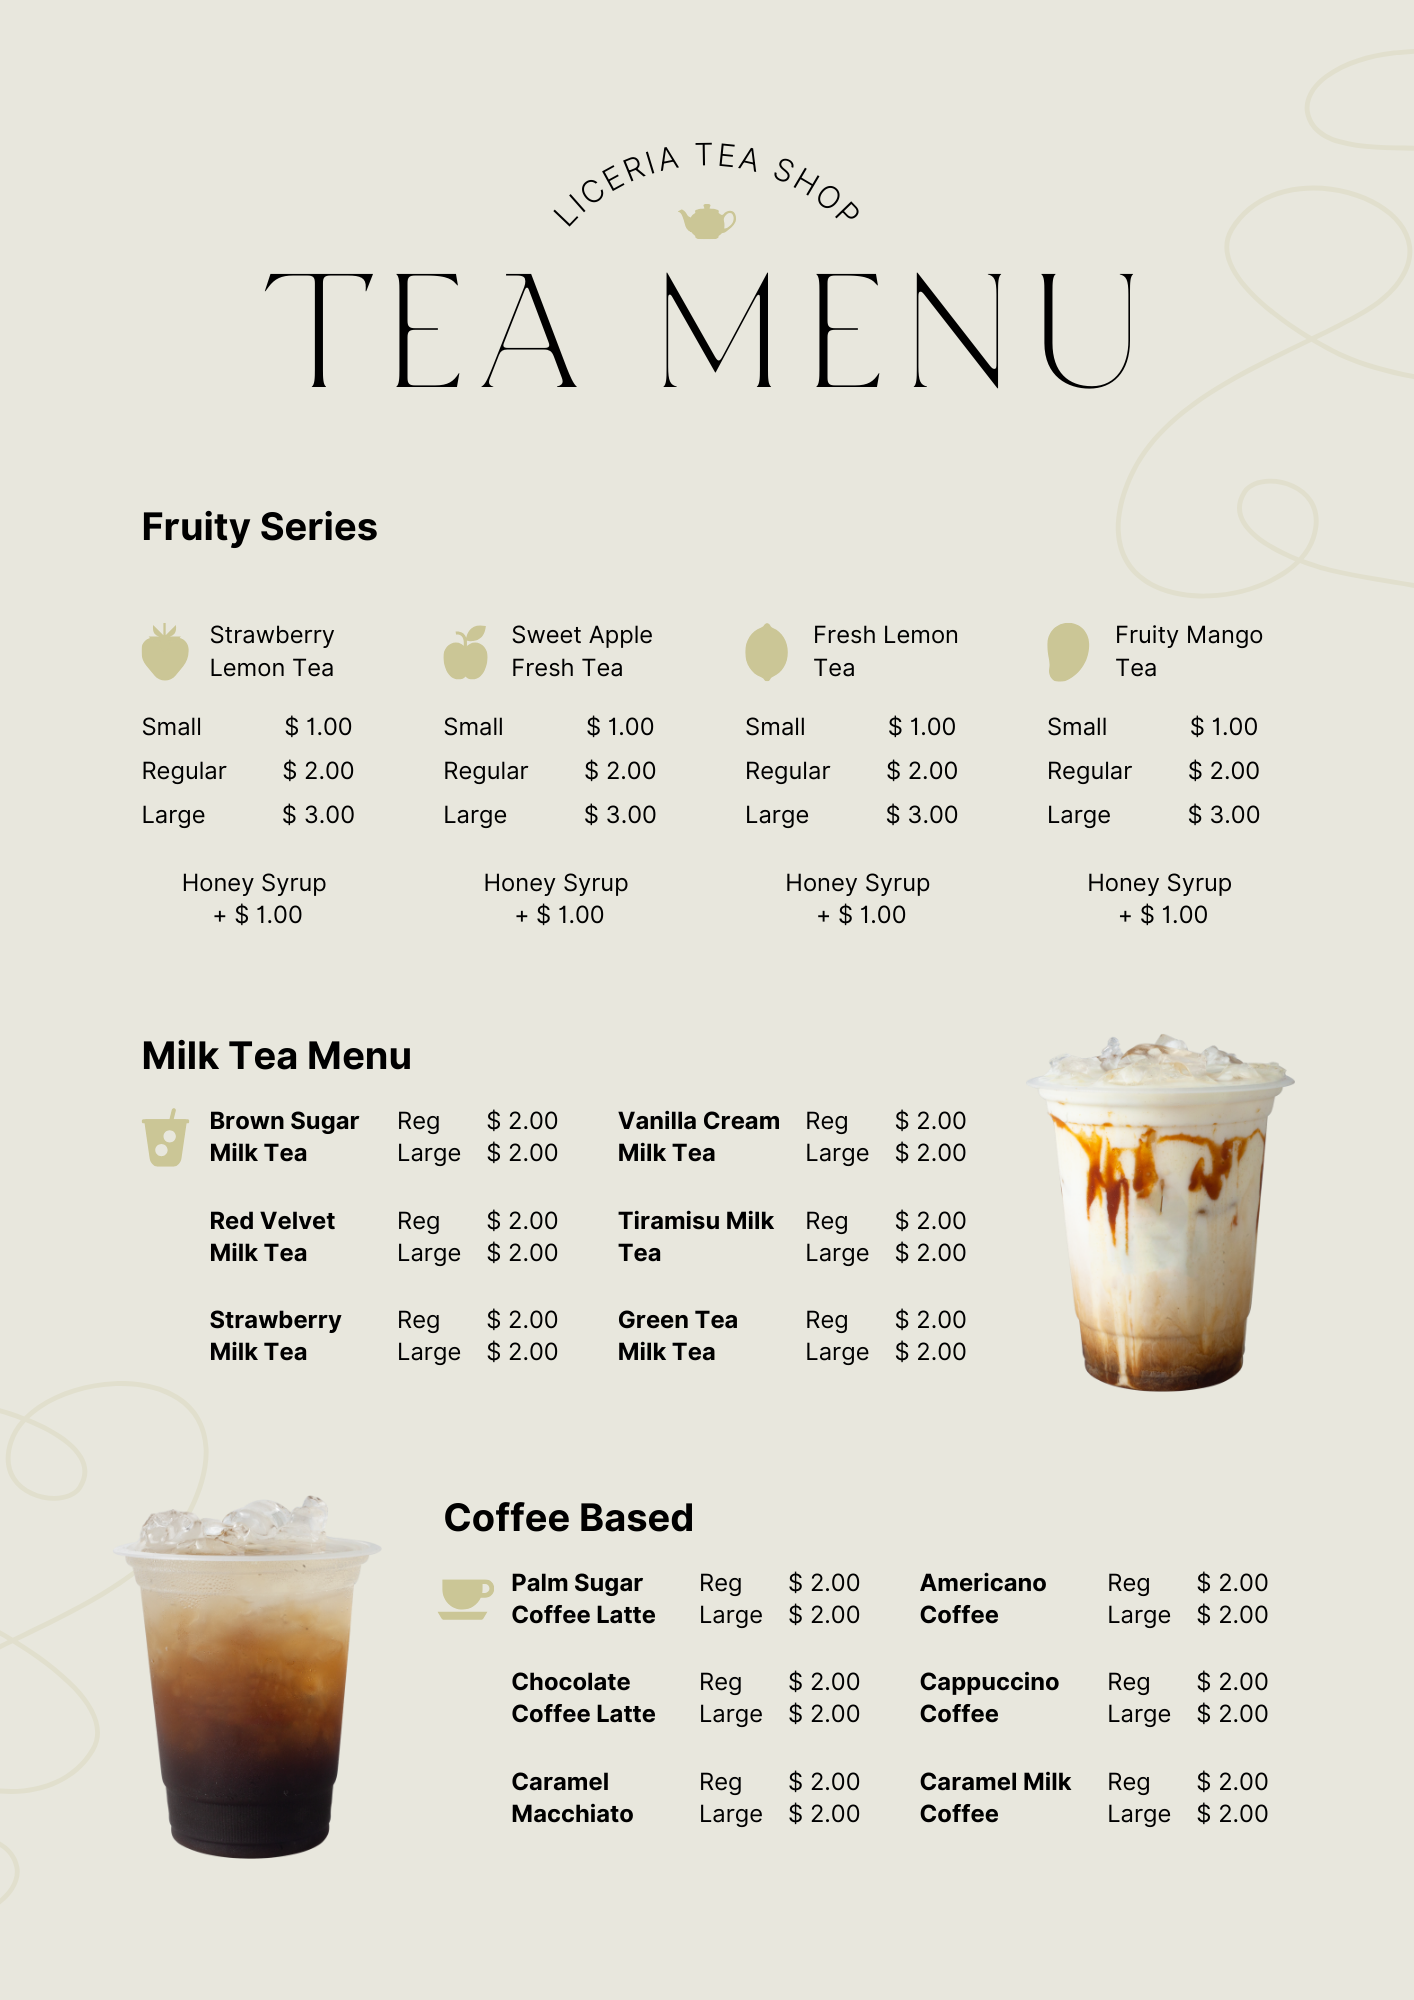 LICERIA TEA SHOP
TEA MENU
Fruity Series
Strawberry
Lemon Tea
Small $ 1.00
Regular $ 2.00
Large $ 3.00
Honey Syrup
+ $ 1.00
Sweet Apple
Fresh Tea
Small $ 1.00
Regular $ 2.00
Large $ 3.00
Honey Syrup
+ $ 1.00
Fresh Lemon
Tea
Small $ 1.00
Regular $ 2.00
Large $ 3.00
Honey Syrup
+ $ 1.00
Fruity Mango
Tea
Small $ 1.00
Regular $ 2.00
Large $ 3.00
Honey Syrup
+ $ 1.00
Milk Tea Menu
Brown Sugar Reg $ 2.00
Milk Tea Large $ 2.00
Red Velvet Reg $ 2.00
Milk Tea Large $ 2.00
Strawberry Reg $ 2.00
Milk Tea Large $ 2.00
Vanilla Cream Reg $ 2.00
Milk Tea Large $ 2.00
Tiramisu Milk Reg $ 2.00
Tea Large $ 2.00
Green Tea Reg $ 2.00
Milk Tea Large $ 2.00
Coffee Based
Palm Sugar Reg $ 2.00
Coffee Latte Large $ 2.00
Chocolate Reg $ 2.00
Coffee Latte Large $ 2.00
Caramel Reg $ 2.00
Macchiato Large $ 2.00
Americano Reg $ 2.00
Coffee Large $ 2.00
Cappuccino Reg $ 2.00
Coffee Large $ 2.00
Caramel Milk Reg $ 2.00
Coffee Large $ 2.00